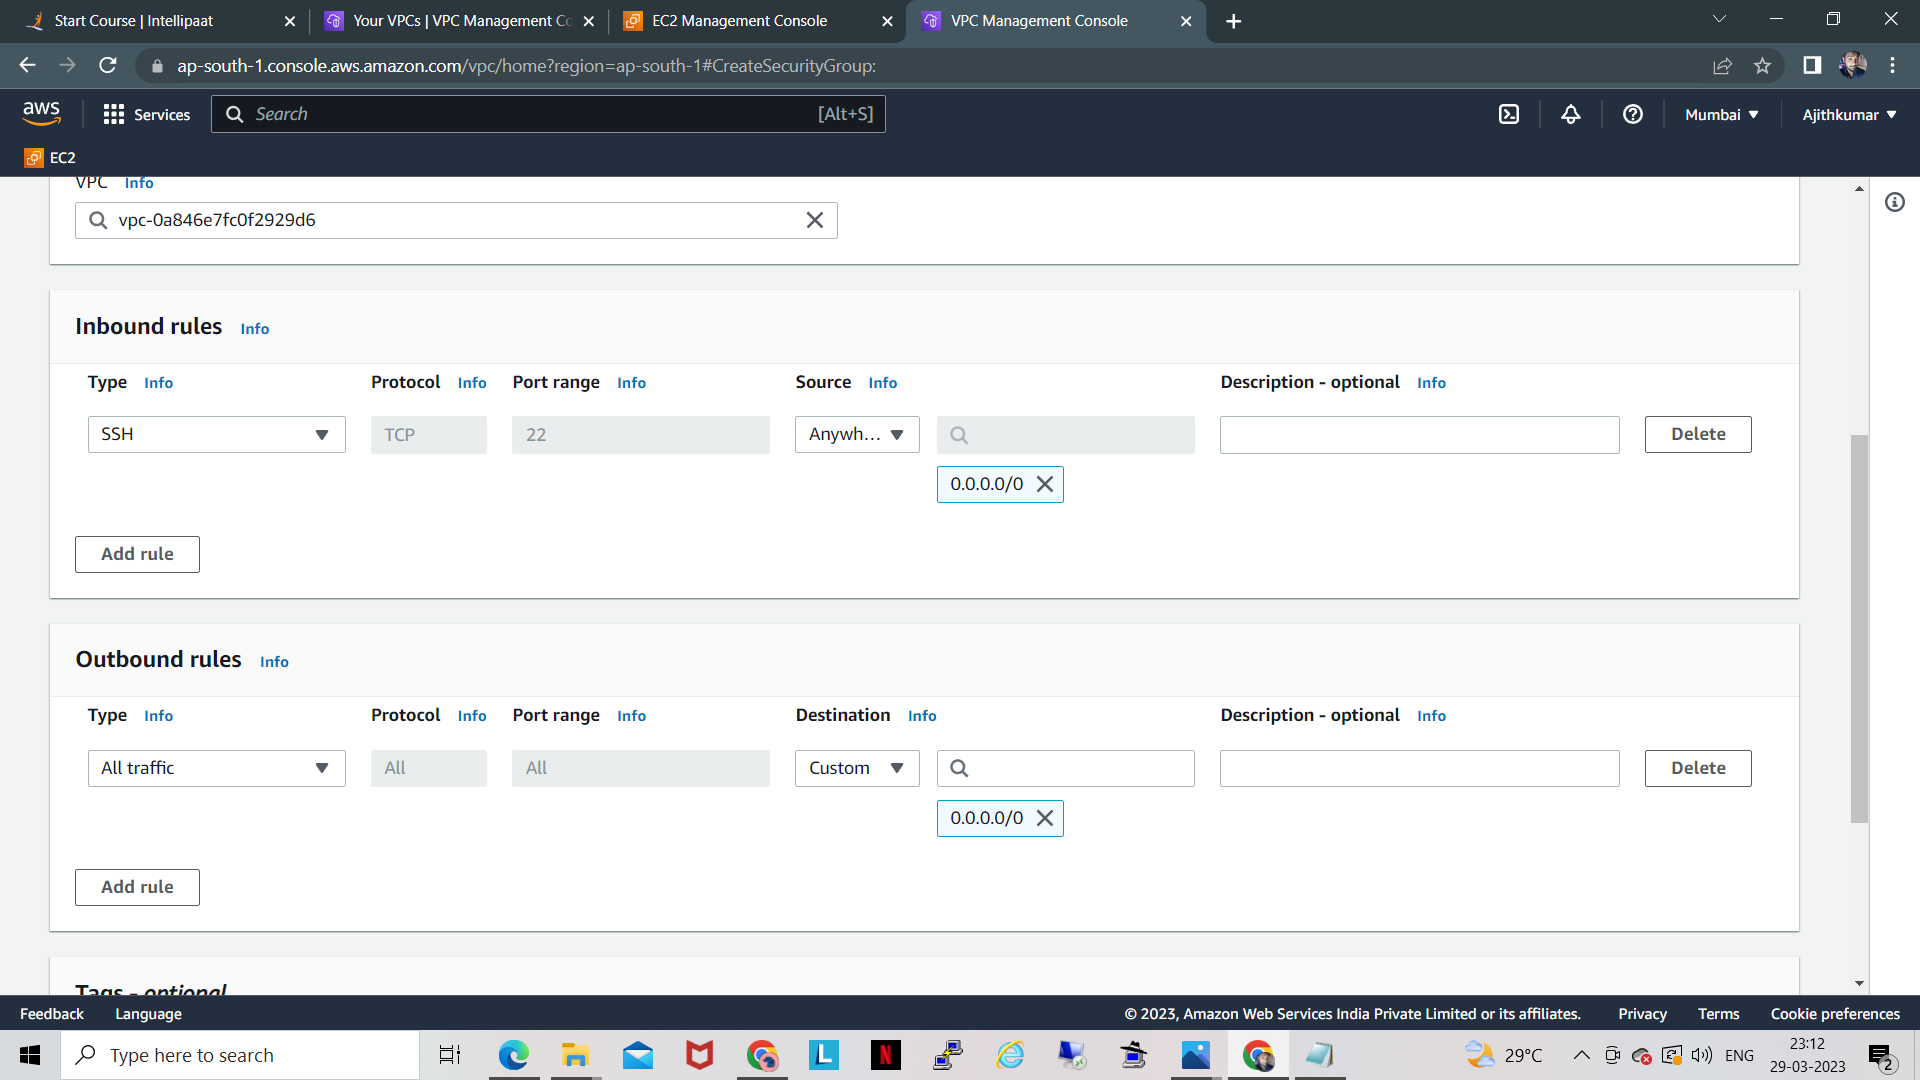 Start Course | Intellipaat
Your VPCs | VPC Management Co
EC2 Management Console
VPC Management Console
ap-south-1.console.aws.amazon.com/vpc/home?region=ap-south-1#CreateSecurityGroup:
aws
Services
Search
[Alt+S]
Mumbai
Ajithkumar
EC2
VPC Info
vpc-0a846e7fc0f2929d6
Inbound rules Info
Type Info Protocol Info Port range Info Source Info Description - optional Info
SSH TCP 22 Anywh... Delete
0.0.0.0/0
Add rule
Outbound rules Info
Type Info Protocol Info Port range Info Destination Info Description - optional Info
All traffic All All Custom Delete
0.0.0.0/0
Add rule
Tags - optional
Feedback Language © 2023, Amazon Web Services India Private Limited or its affiliates. Privacy Terms Cookie preferences
Type here to search
L
N
29°C
ENG
23:12
29-03-2023
2